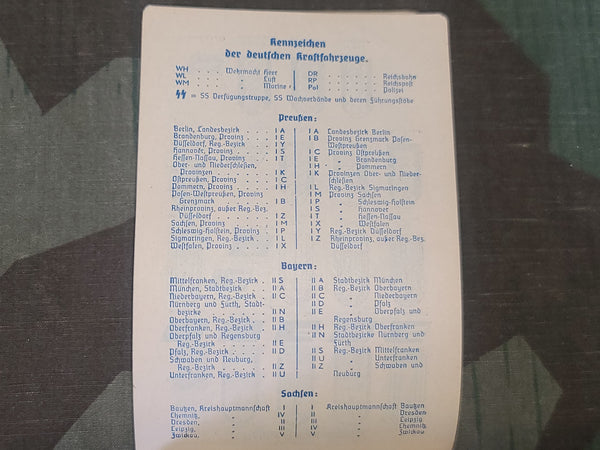 Kennzeichen
der deutschen Kraftfahrzeuge.
WH . . . . Wehrmacht Heer
WL . . . . „ Luft
WM . . . . „ Marine
DR . . . . . . Reichsbahn
RP . . . . . . Reichspost
Pol . . . . . . Polizei
ϟϟ = SS Verfügungstruppe, SS Wachverbände und deren Führungsstäbe
Preußen:
Berlin, Landesbezirk . . . I A
Brandenburg, Provinz . . . I E
Düsseldorf, Reg.-Bezirk . . I Y
Hannover, Provinz . . . . I S
Hessen-Nassau, Provinz . . . I T
Ober- und Niederschlesien,
Provinzen . . . . . . I K
Ostpreußen, Provinz . . . I C
Pommern, Provinz . . . . I H
Posen-Westpreußen, Provinz
Grenzmark . . . . . . I B
Rheinprovinz, außer Reg.-Bez.
Düsseldorf . . . . . . I Z
Sachsen, Provinz . . . . I M
Schleswig-Holstein, Provinz . I P
Sigmaringen, Reg.-Bezirk . . I L
Westfalen, Provinz . . . . I X
I A Landesbezirk Berlin
I B Provinz Grenzmark Posen-
Westpreußen
I C Provinz Ostpreußen
I E „ Brandenburg
I H „ Pommern
I K Provinzen Ober- und Nieder-
schlesien
I L Reg.-Bezirk Sigmaringen
I M Provinz Sachsen
I P „ Schleswig-Holstein
I S „ Hannover
I T „ Hessen-Nassau
I X „ Westfalen
I Y Reg.-Bezirk Düsseldorf
I Z Rheinprovinz, außer Reg.-Bez.
Düsseldorf
Bayern:
Mittelfranken, Reg.-Bezirk . II S
München, Stadtbezirk . . . II A
Niederbayern, Reg.-Bezirk . . II C
Nürnberg und Fürth, Stadt-
bezirke . . . . . . II N
Oberbayern, Reg.-Bezirk . . II B
Oberfranken, Reg.-Bezirk . . II H
Oberpfalz und Regensburg
Reg.-Bezirk . . . . . II E
Pfalz, Reg.-Bezirk . . . . II D
Schwaben und Neuburg,
Reg.-Bezirk . . . . . II Z
Unterfranken, Reg.-Bezirk . II U
II A Stadtbezirk München
II B Reg.-Bezirk Oberbayern
II C „ Niederbayern
II D „ Pfalz
II E „ Oberpfalz und
Regensburg
II H Reg.-Bezirk Oberfranken
II N Stadtbezirke Nürnberg und
Fürth
II S Reg.-Bezirk Mittelfranken
II U „ Unterfranken
II Z „ Schwaben und
Neuburg
Sachsen:
Bautzen, Kreishauptmannschaft I
Chemnitz, „ IV
Dresden, „ II
Leipzig, „ III
Zwickau, „ V
I Kreishauptmannschaft Bautzen
II „ Dresden
III „ Leipzig
IV „ Chemnitz
V „ Zwickau